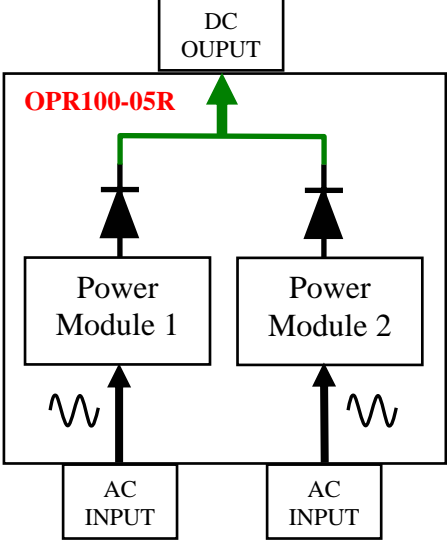 DC
OUPUT
OPR100-05R
Power
Module 1
Power
Module 2
AC
INPUT
AC
INPUT